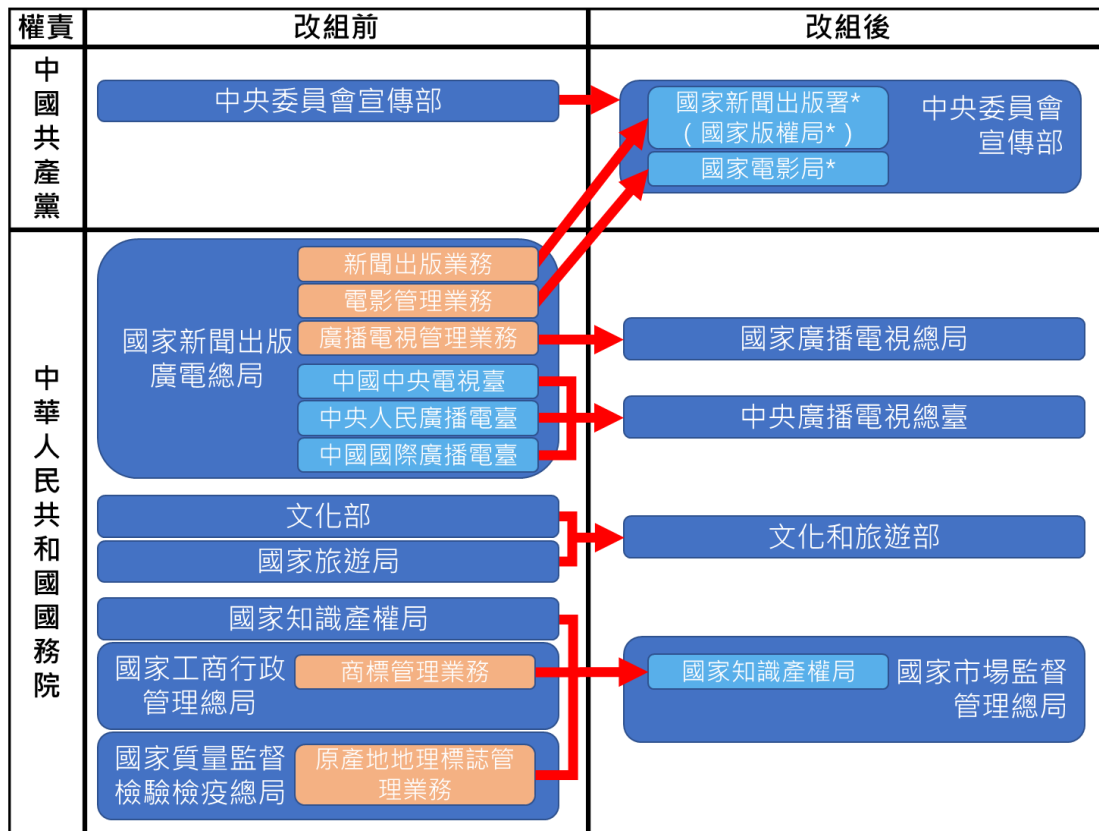 權責
改組前
改組後
中國共產黨
中央委員會宣傳部
國家新聞出版署*
(國家版權局*)
國家電影局*
中央委員會
宣傳部
中華人民共和國國務院
國家新聞出版
廣電總局
新聞出版業務
電影管理業務
廣播電視管理業務
中國中央電視臺
中央人民廣播電臺
中國國際廣播電臺
國家廣播電視總局
中央廣播電視總臺
文化部
國家旅遊局
文化和旅遊部
國家知識產權局
國家工商行政
管理總局
商標管理業務
國家質量監督
檢驗檢疫總局
原產地地理標誌管
理業務
國家知識產權局
國家市場監督
管理總局